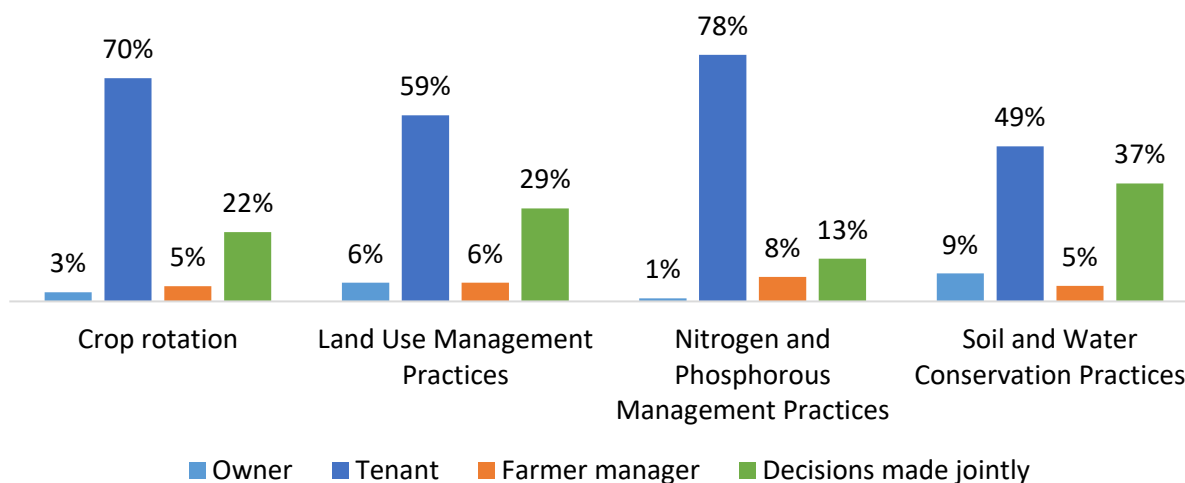 78%
70%
59%
49%
37%
29%
22%
13%
9%
8%
6%
6%
5%
5%
3%
1%
Crop rotation
Land Use Management
Practices
Nitrogen and
Phosphorous
Management Practices
Soil and Water
Conservation Practices
Owner
Tenant
Farmer manager
Decisions made jointly